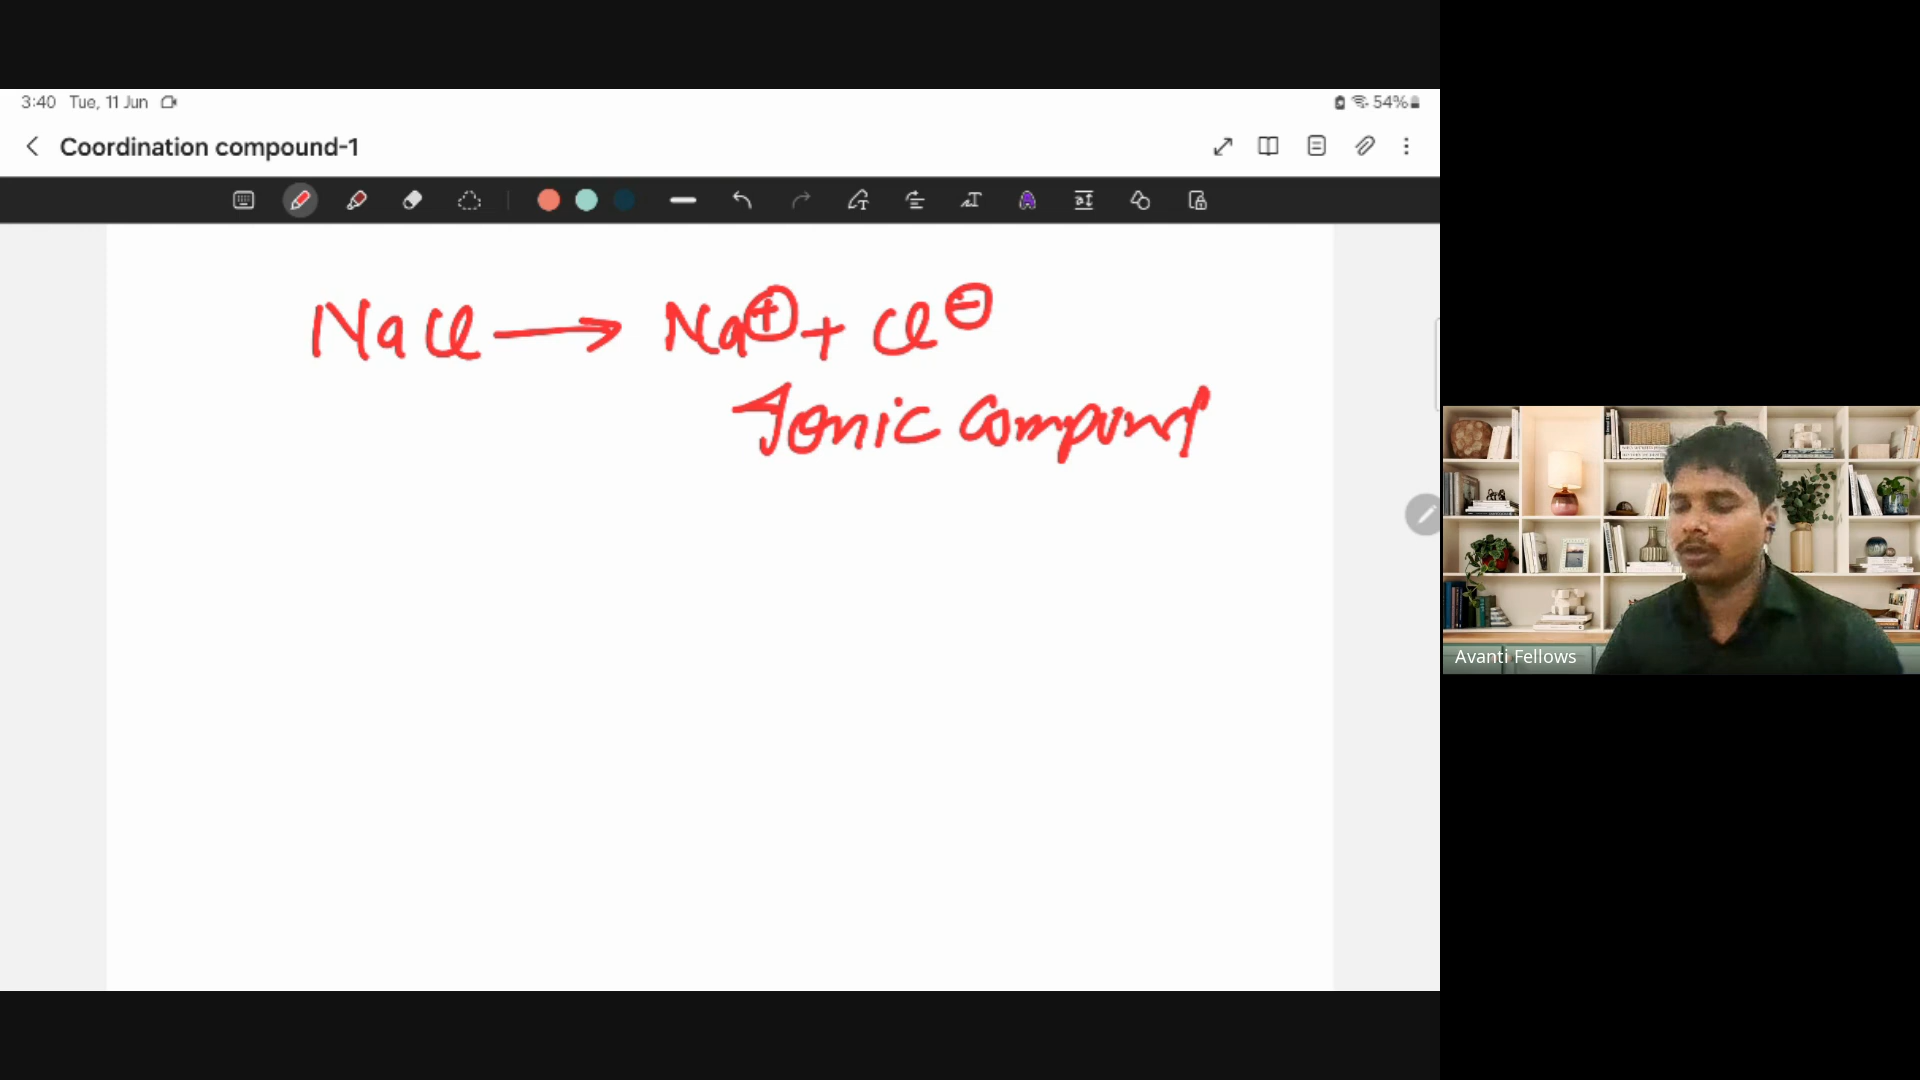 3:40 Tue, 11 Jun
54%
Coordination compound-1
NaCl → Na⊕ + Cl⊖
Ionic Compound
Avanti Fellows